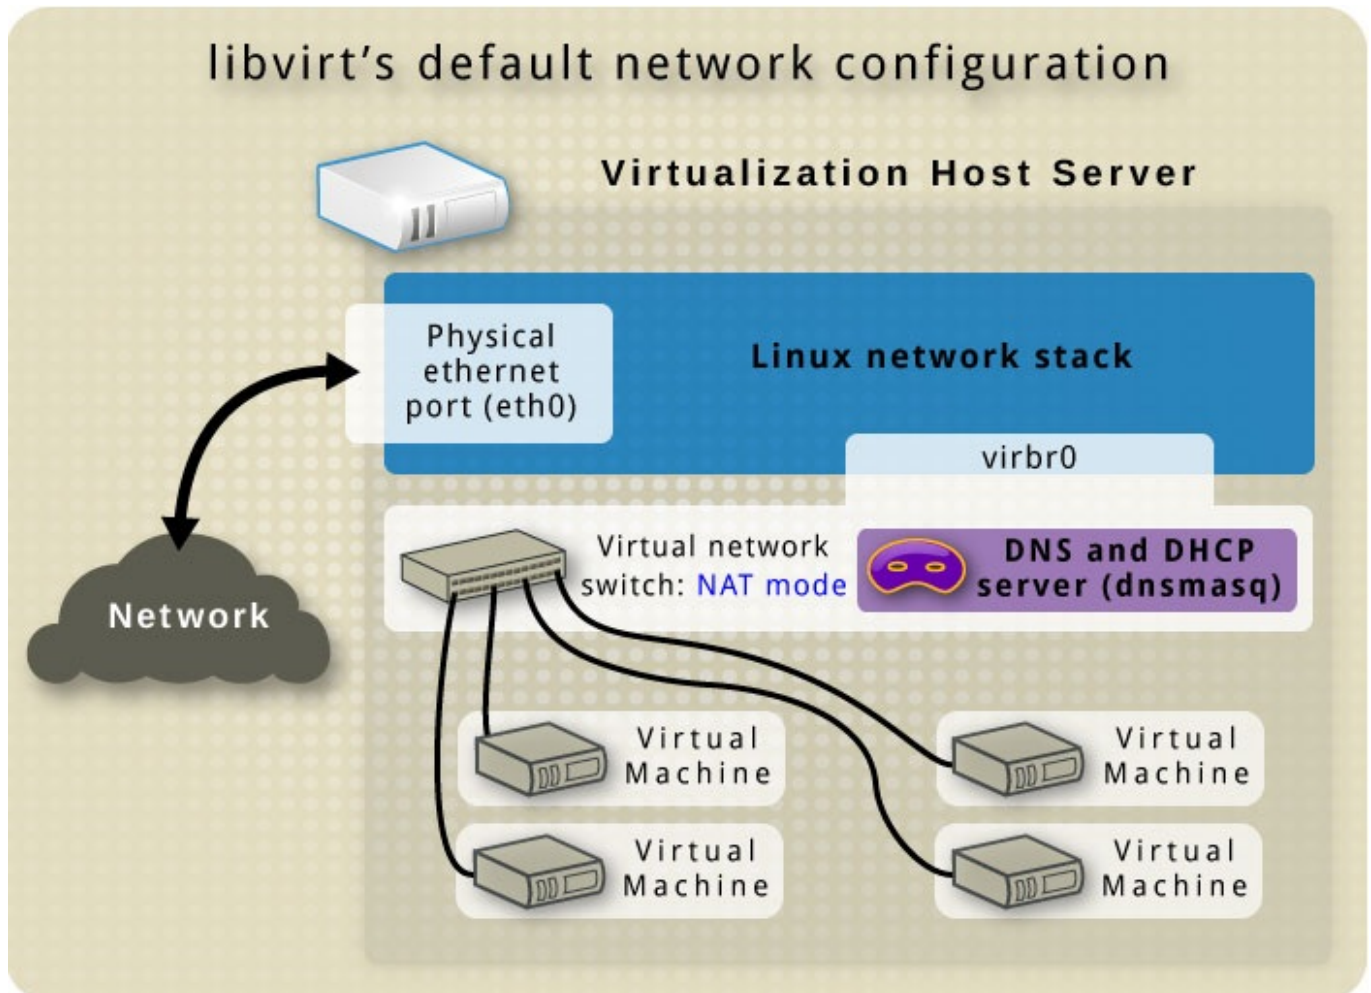 libvirt’s default network configuration
Virtualization Host Server
Physical
ethernet
port (eth0)
Linux network stack
virbr0
Virtual network
switch: NAT mode
DNS and DHCP
server (dnsmasq)
Network
Virtual
Machine
Virtual
Machine
Virtual
Machine
Virtual
Machine